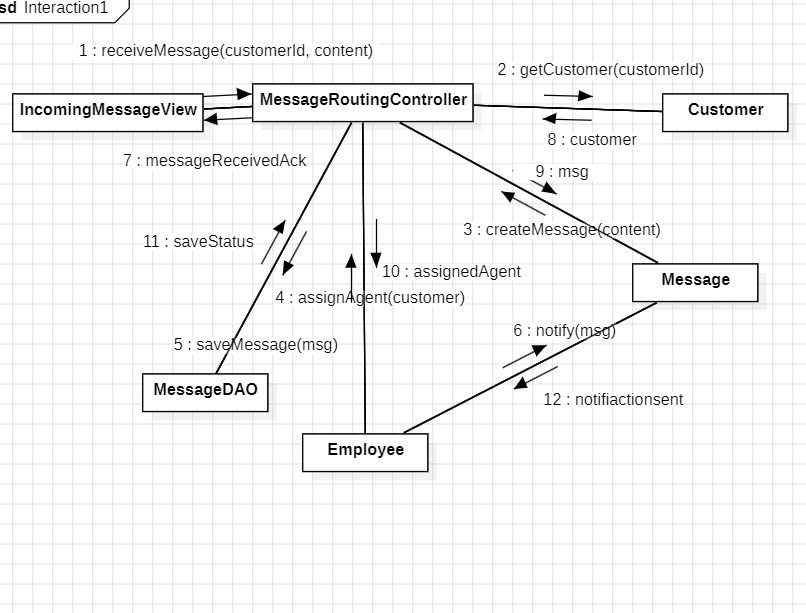 sd Interaction1
1 : receiveMessage(customerId, content)
2 : getCustomer(customerId)
MessageRoutingController
IncomingMessageView
Customer
8 : customer
7 : messageReceivedAck
9 : msg
3 : createMessage(content)
11 : saveStatus
10 : assignedAgent
Message
4 : assignAgent(customer)
6 : notify(msg)
5 : saveMessage(msg)
MessageDAO
12 : notifiactionsent
Employee